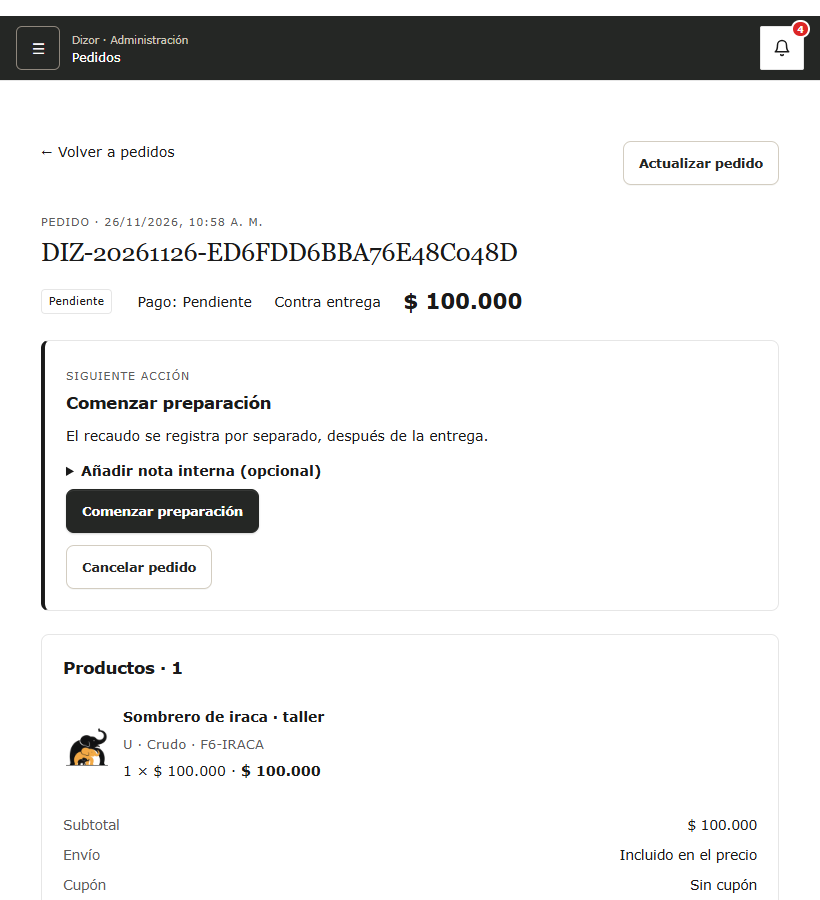 ☰
Dizor · Administración
Pedidos
4
← Volver a pedidos
Actualizar pedido
PEDIDO · 26/11/2026, 10:58 A. M.
DIZ-20261126-ED6FDD6BBA76E48C048D
Pendiente
Pago: Pendiente
Contra entrega
$ 100.000
SIGUIENTE ACCIÓN
Comenzar preparación
El recaudo se registra por separado, después de la entrega.
▶ Añadir nota interna (opcional)
Comenzar preparación
Cancelar pedido
Productos · 1
Sombrero de iraca · taller
U · Crudo · F6-IRACA
1 × $ 100.000 · $ 100.000
Subtotal
$ 100.000
Envío
Incluido en el precio
Cupón
Sin cupón